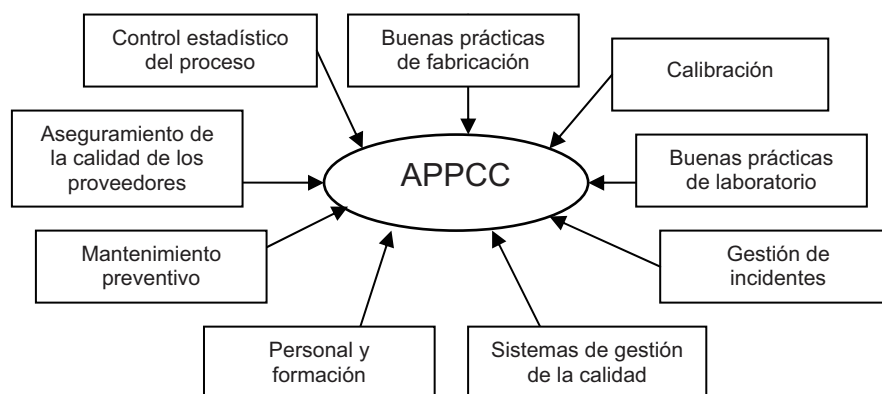 Control estadístico
del proceso
Buenas prácticas
de fabricación
Calibración
Aseguramiento de
la calidad de los
proveedores
APPCC
Buenas prácticas
de laboratorio
Mantenimiento
preventivo
Gestión de
incidentes
Personal y
formación
Sistemas de gestión
de la calidad